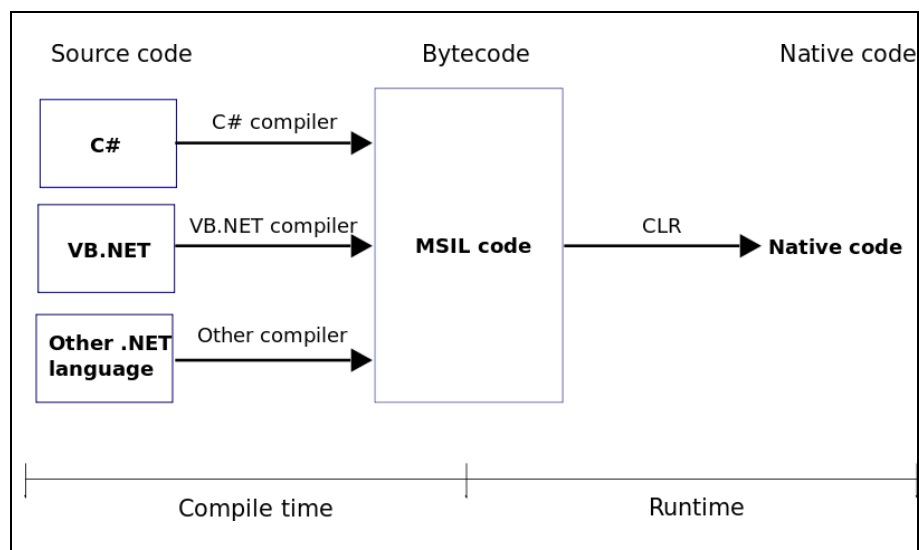 Source code
Bytecode
Native code
C#
C# compiler
VB.NET
VB.NET compiler
MSIL code
CLR
Native code
Other .NET
language
Other compiler
Compile time
Runtime